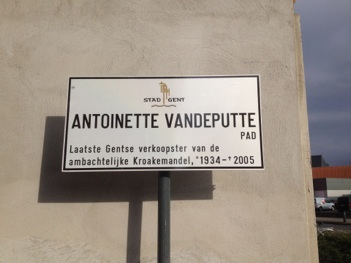 STAD GENT
ANTOINETTE VANDEPUTTE
PAD
Laatste Gentse verkoopster van de
ambachtelijke Kroakemandel, °1934-†2005